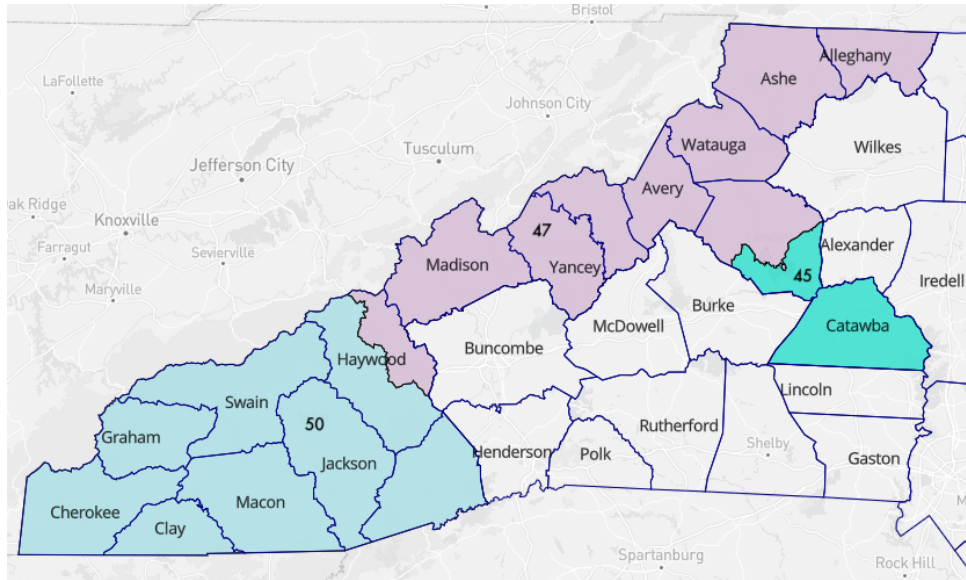 Bristol
LaFollette
Alleghany
Ashe
Johnson City
Watauga
Wilkes
Tusculum
Jefferson City
Avery
ak Ridge
Knoxville
47
Alexander
Farragut
Sevierville
Madison
Yancey
45
Iredell
Maryville
Burke
McDowell
Catawba
Buncombe
Haywood
Lincoln
Swain
50
Graham
Rutherford
Shelby
Henderson
Polk
Gaston
Jackson
Macon
Cherokee
Clay
Spartanburg
Rock Hill